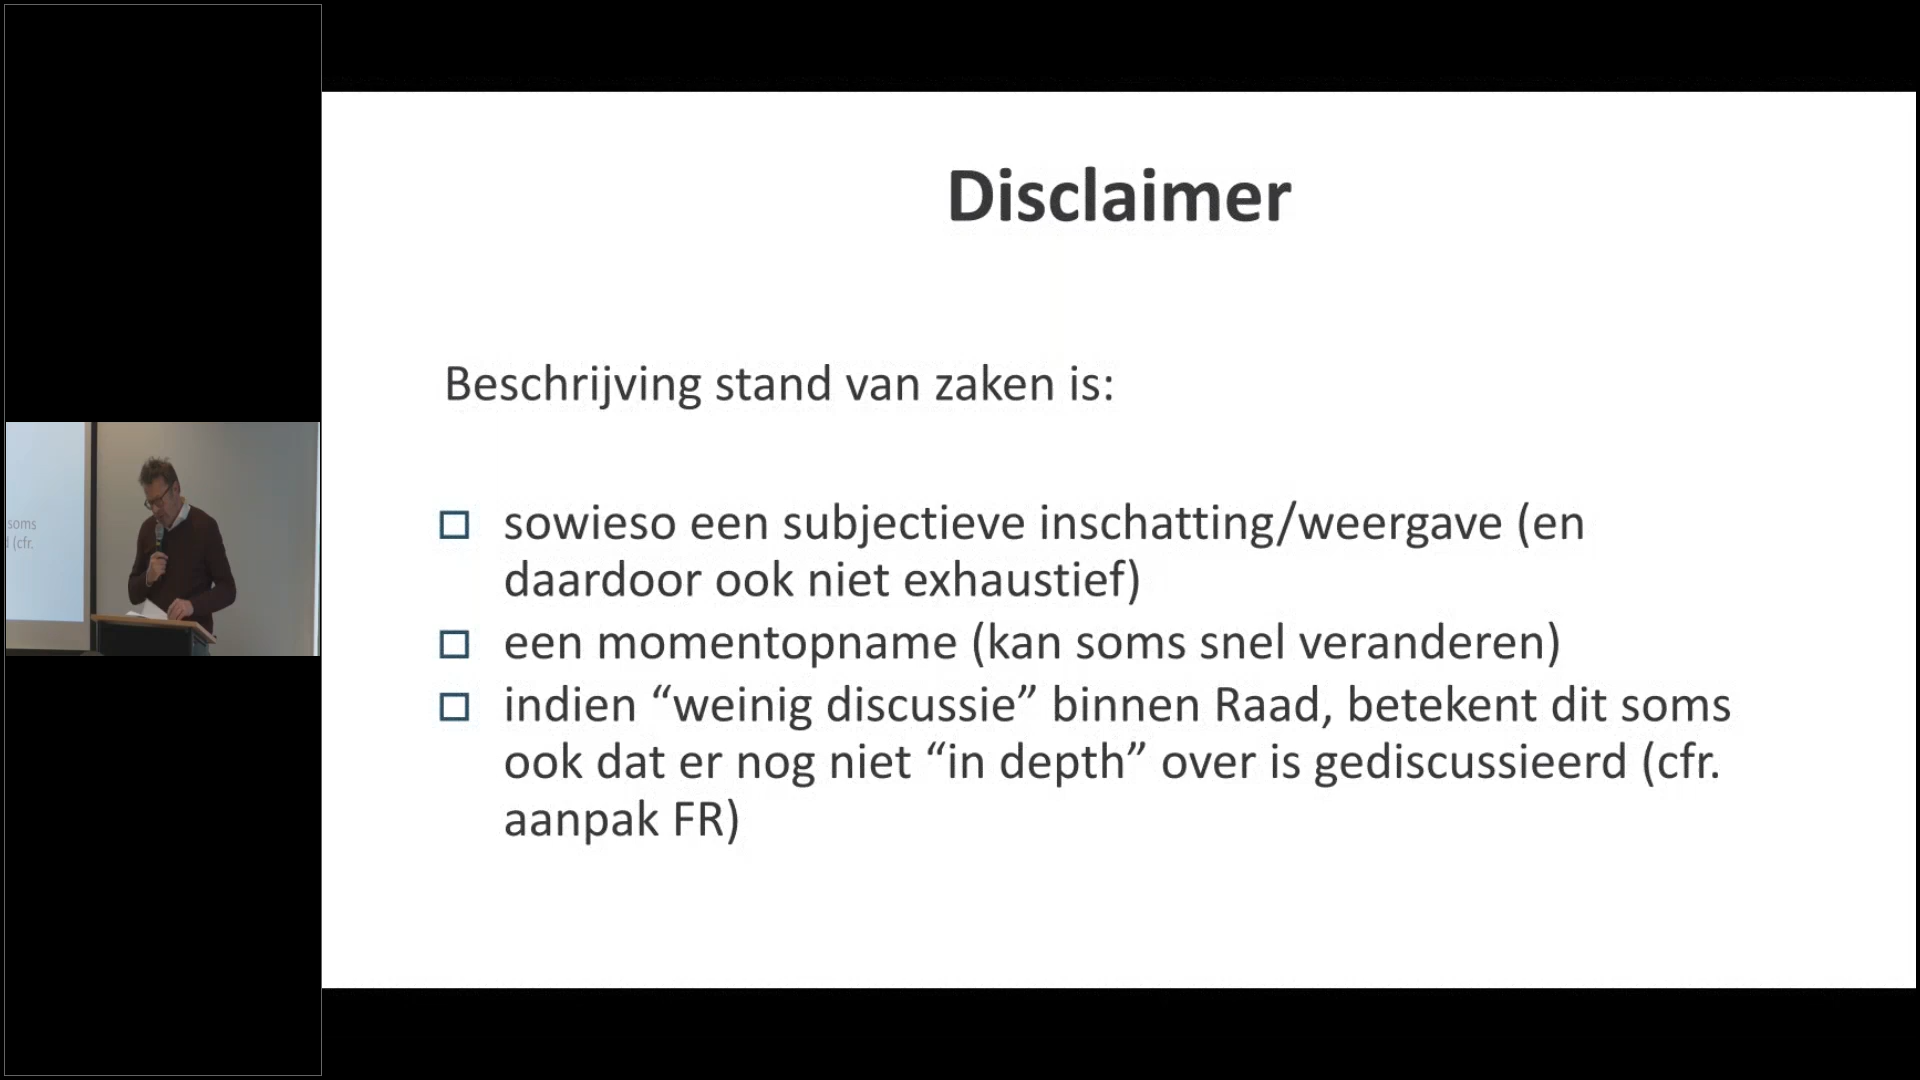 Disclaimer
Beschrijving stand van zaken is:
sowieso een subjectieve inschatting/weergave (en
daardoor ook niet exhaustief)
een momentopname (kan soms snel veranderen)
indien “weinig discussie” binnen Raad, betekent dit soms
ook dat er nog niet “in depth” over is gediscussieerd (cfr.
aanpak FR)
soms
(cfr.